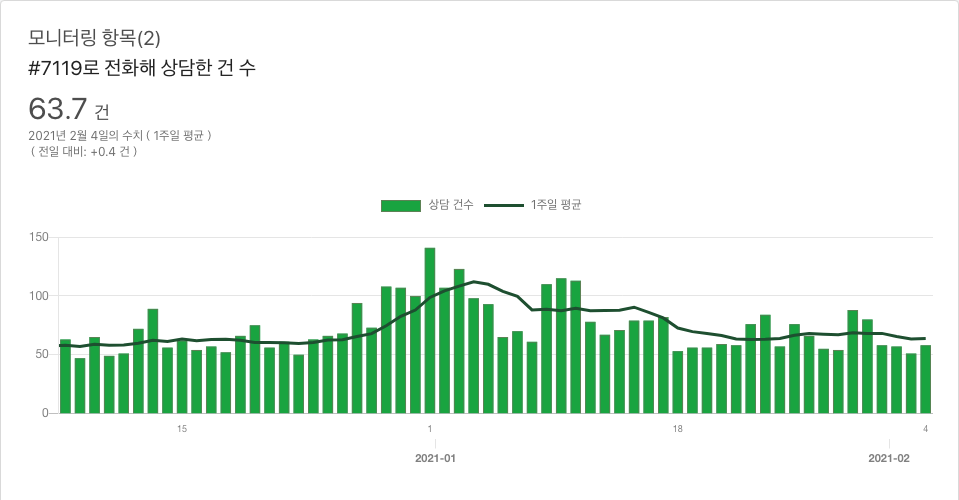 모니터링 항목(2)
#7119로 전화해 상담한 건 수
63.7 건
2021년 2월 4일의 수치 ( 1주일 평균 )
( 전일 대비: +0.4 건 )
상담 건수 1주일 평균
150
100
50
0
15 1 18 4
2021-01 2021-02